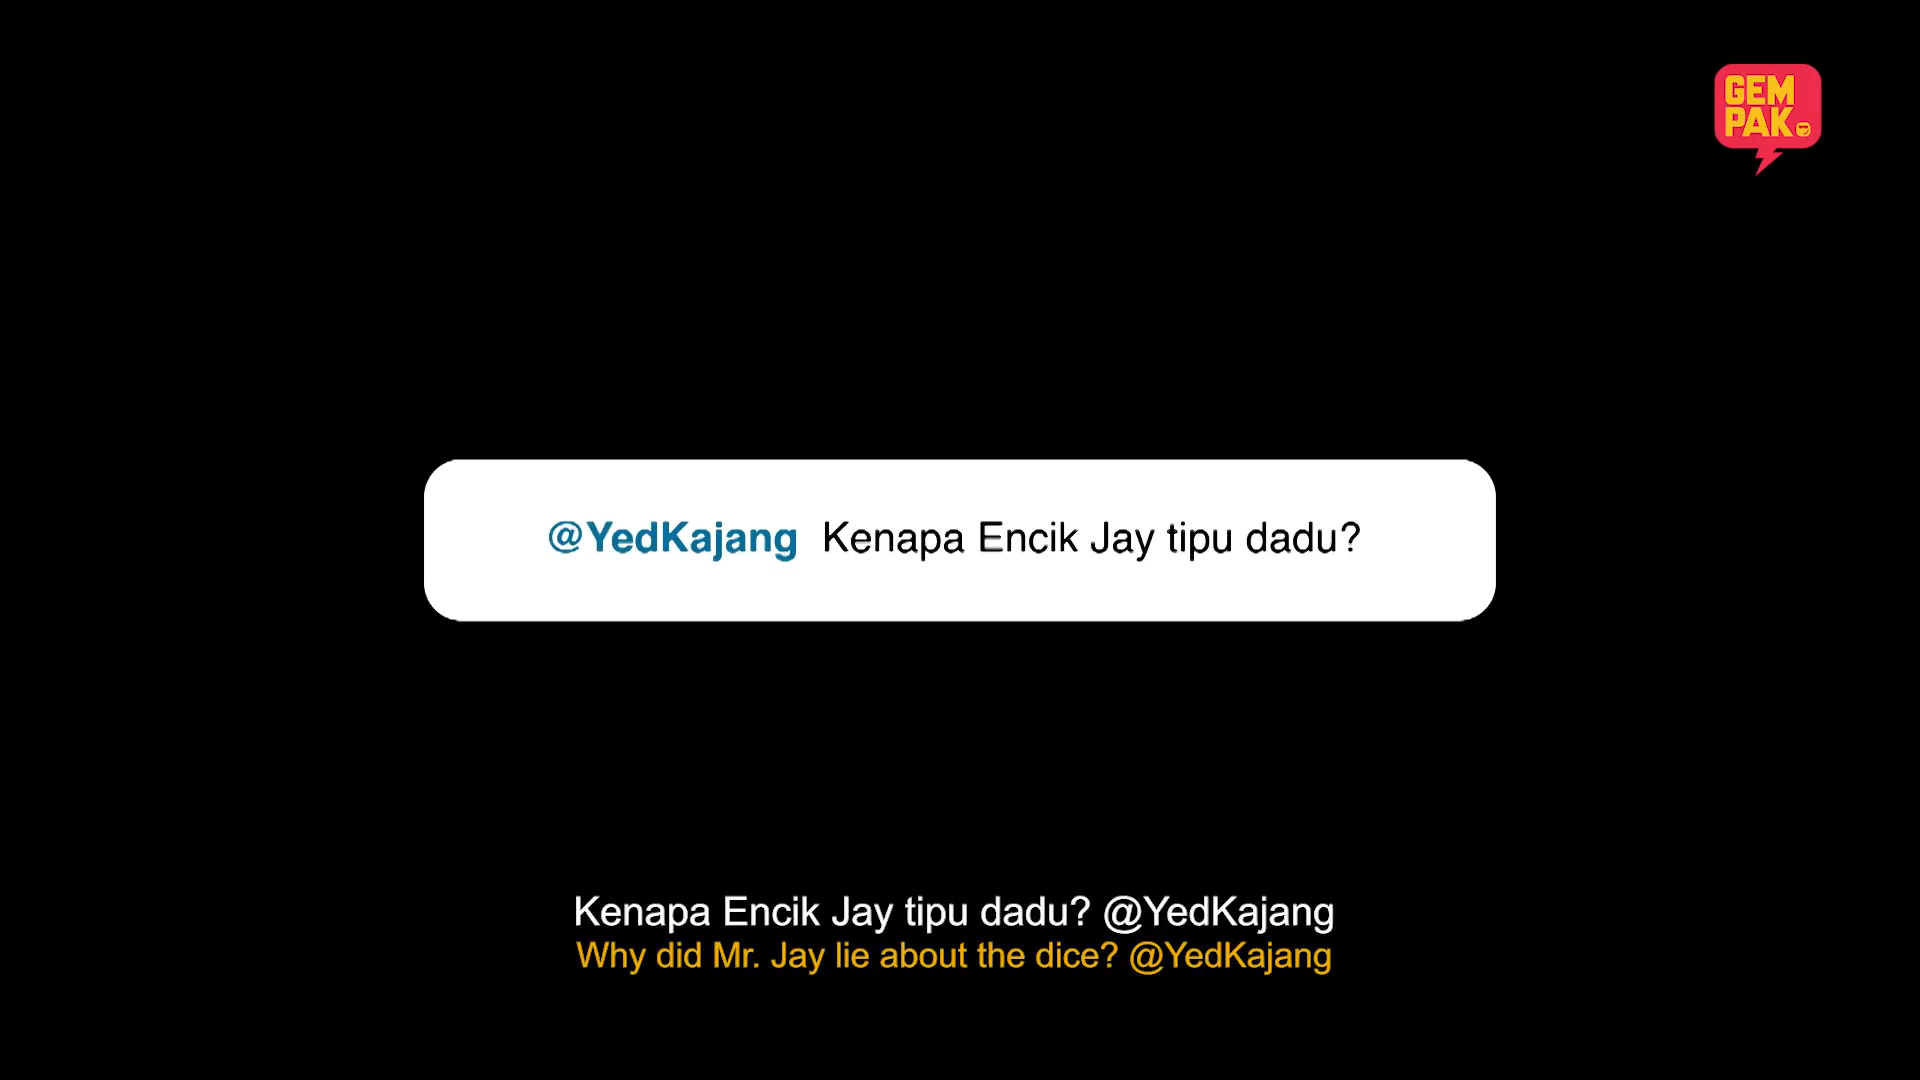 GEM
PAK
@YedKajang Kenapa Encik Jay tipu dadu?
Kenapa Encik Jay tipu dadu? @YedKajang
Why did Mr. Jay lie about the dice? @YedKajang